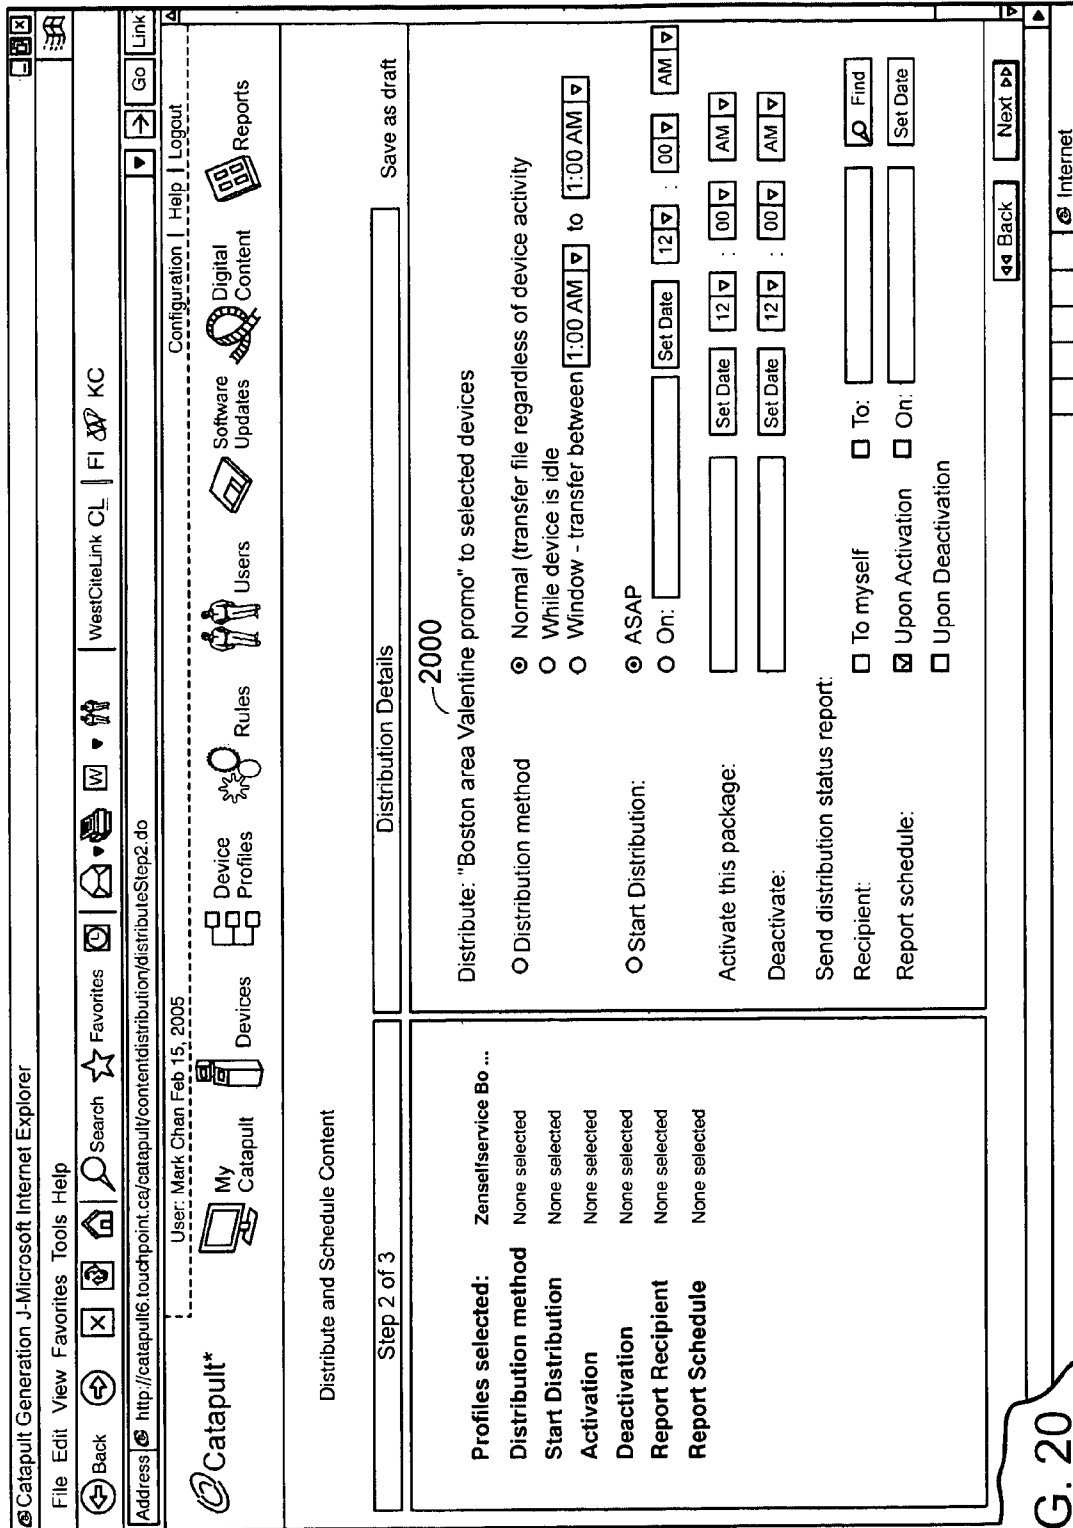 Catapult Generation J-Microsoft Internet Explorer
File Edit View Favorites Tools Help
Back Search Favorites W WestCiteLink CL FI KC
Address http://catapult6.touchpoint.ca/catapult/contentdistribution/distributeStep2.do Go Link
User: Mark Chan Feb 15, 2005 Configuration | Help | Logout
Catapult*
My Catapult
Devices
Device Profiles
Rules
Users
Software Updates
Digital Content
Reports
Distribute and Schedule Content
Step 2 of 3
Distribution Details
Save as draft
Profiles selected: Zenselfservice Bo ...
Distribution method None selected
Start Distribution None selected
Activation None selected
Deactivation None selected
Report Recipient None selected
Report Schedule None selected
2000
Distribute: "Boston area Valentine promo" to selected devices
Distribution method Normal (transfer file regardless of device activity
While device is idle
Window - transfer between 1:00 AM to 1:00 AM
Start Distribution: ASAP
On: Set Date 12 : 00 : AM
Activate this package: Set Date 12 : 00 AM
Deactivate: Set Date 12 : 00 AM
Send distribution status report:
Recipient: To myself To: Find
Report schedule: Upon Activation On: Set Date
Upon Deactivation
Back Next
Internet
G. 20